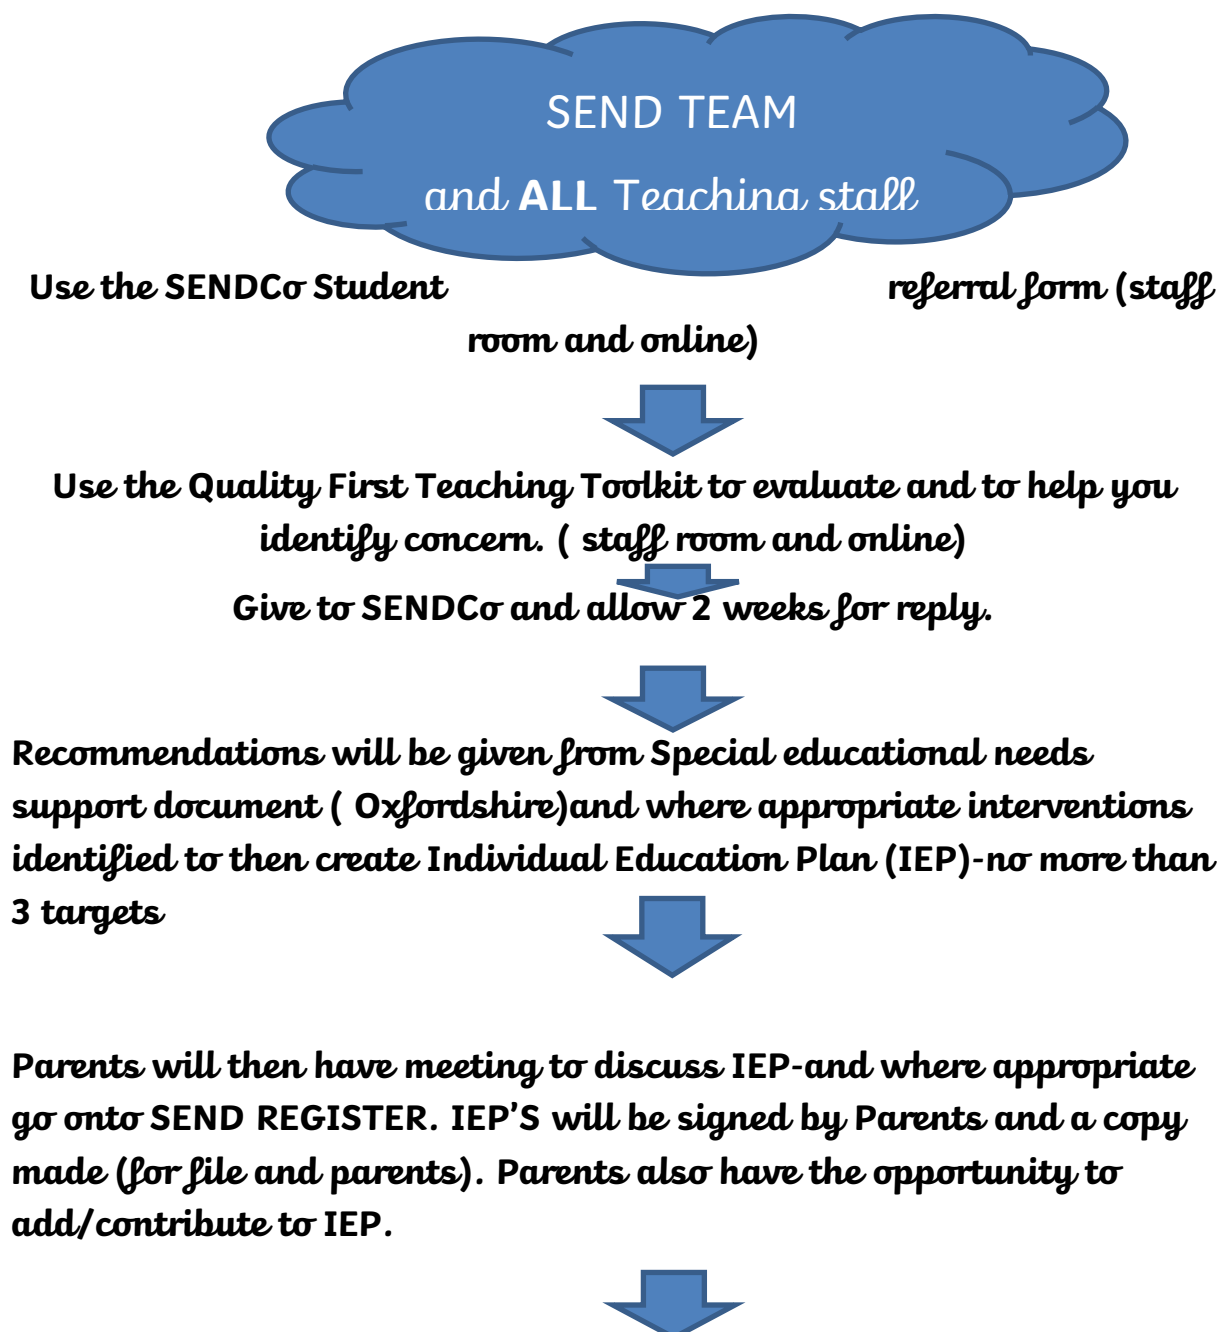 SEND TEAM
and ALL Teaching staff
Use the SENDCo Student referral form (staff
room and online)
Use the Quality First Teaching Toolkit to evaluate and to help you
identify concern. ( staff room and online)
Give to SENDCo and allow 2 weeks for reply.
Recommendations will be given from Special educational needs
support document ( Oxfordshire)and where appropriate interventions
identified to then create Individual Education Plan (IEP)-no more than
3 targets
Parents will then have meeting to discuss IEP-and where appropriate
go onto SEND REGISTER. IEP’S will be signed by Parents and a copy
made (for file and parents). Parents also have the opportunity to
add/contribute to IEP.